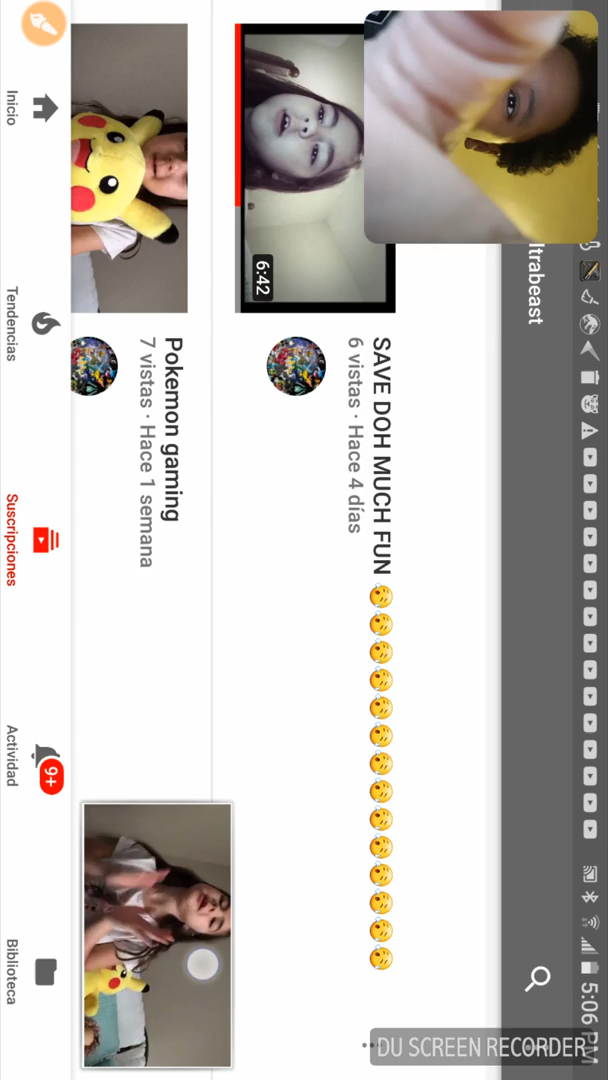 5:06 PM
ltrabeast
6:42
SAVE DOH MUCH FUN
6 vistas · Hace 4 días
Pokemon gaming
7 vistas · Hace 1 semana
Inicio
Tendencias
Suscripciones
9+
Actividad
Biblioteca
DU SCREEN RECORDER